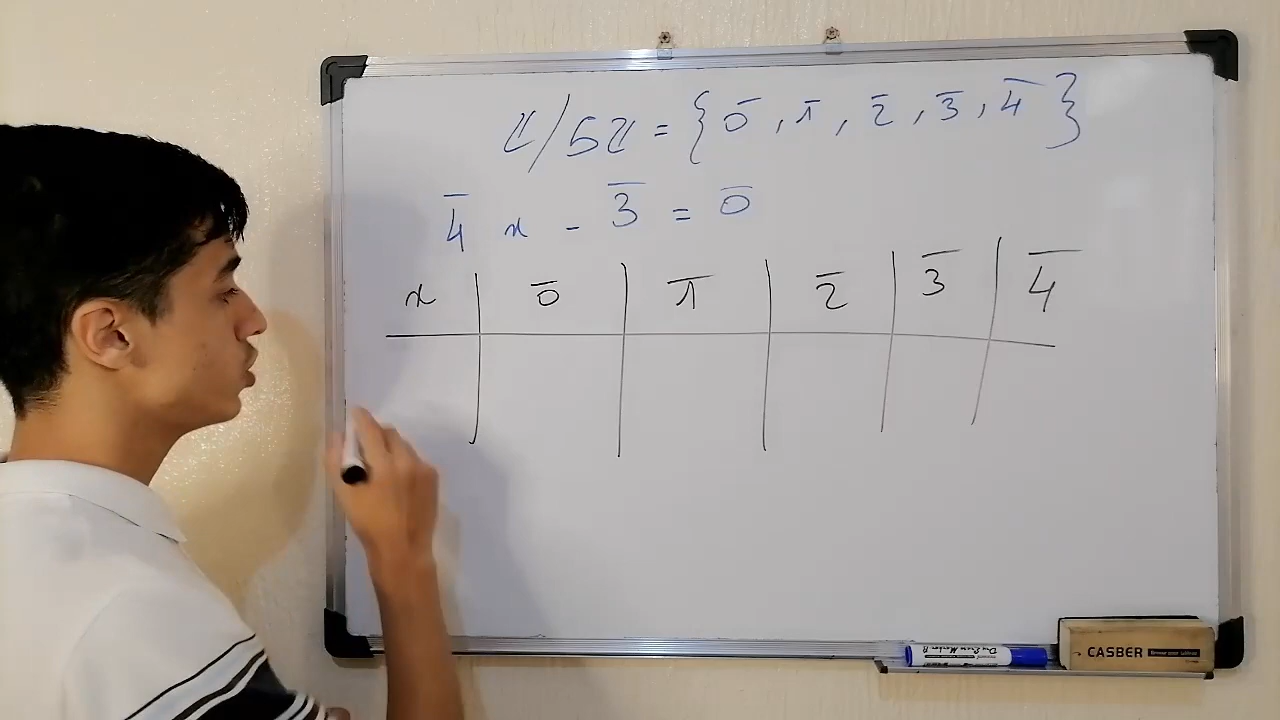 ℤ/5ℤ = { 0̄ , 1̄ , 2̄ , 3̄ , 4̄ }
4̄ x - 3̄ = 0̄
x | 0̄ | 1̄ | 2̄ | 3̄ | 4̄
CASBER